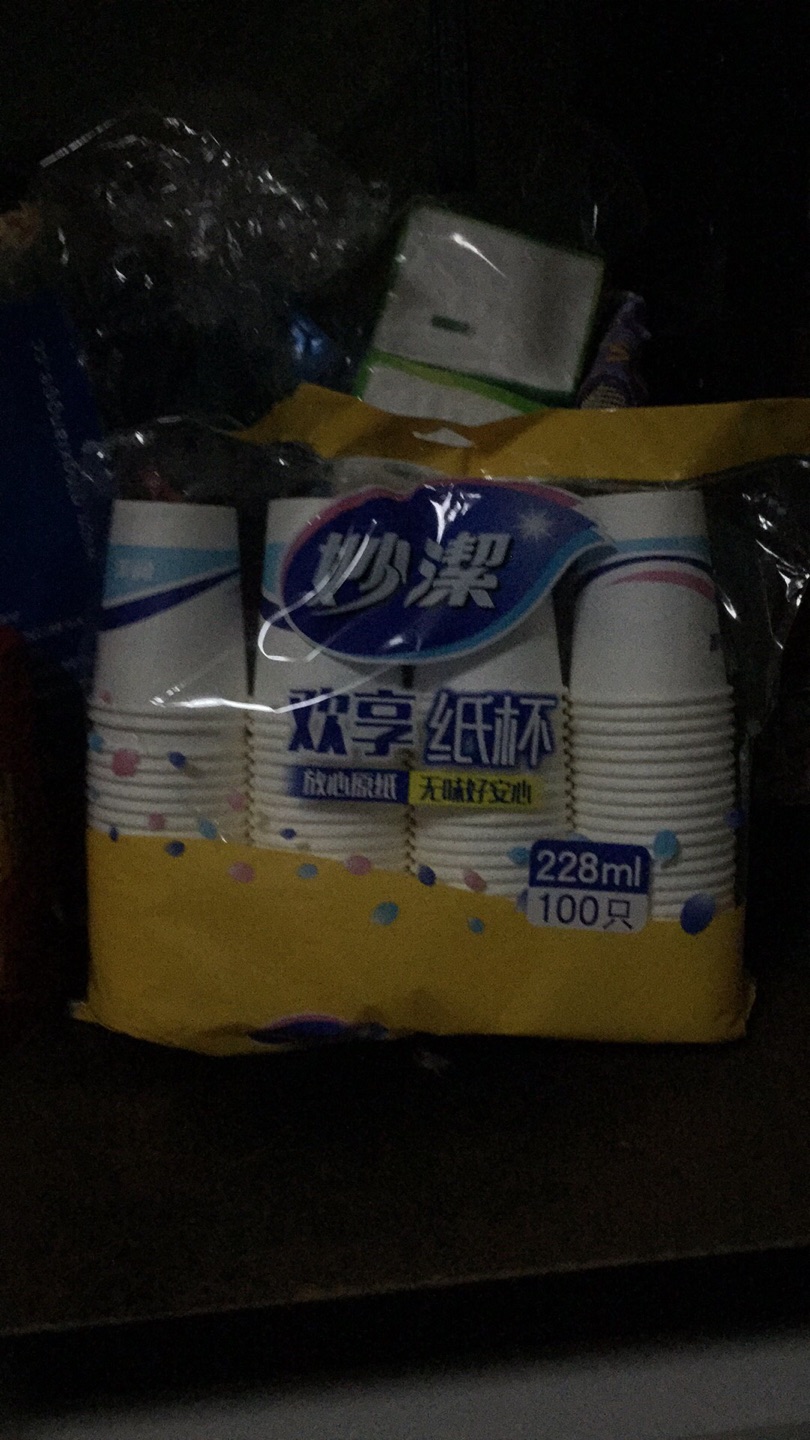 妙潔
欢享纸杯
放心原纸 无味好安心
228ml
100只